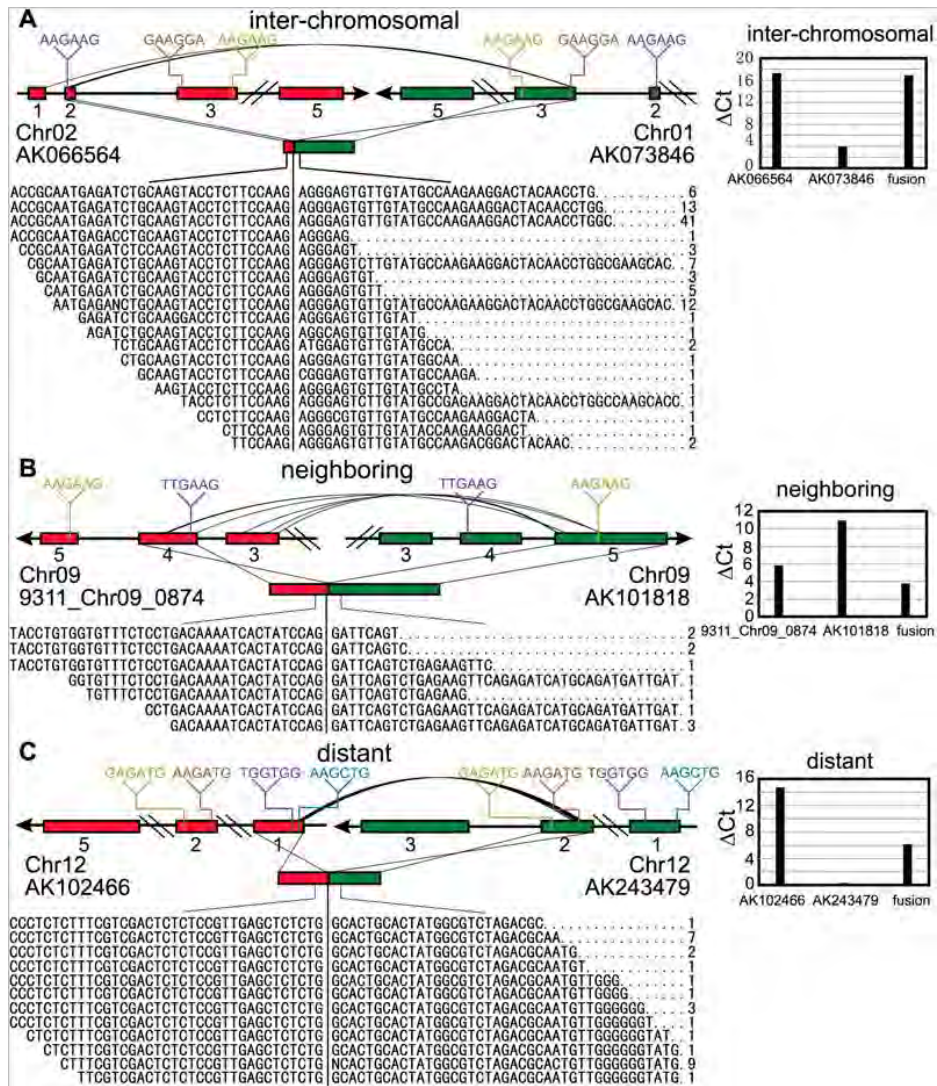 A
inter-chromosomal
AAGAAG GAAGGA AAGAAG AAGAAG GAAGGA AAGAAG
1 2 3 5 5 3 2
Chr02 Chr01
AK066564 AK073846
ACCGCAATGAGATCTGCAAGTACCTCTTCCAAG AGGGAGTGTTGTATGCCAAGAAGGACTACAACCTG 6
ACCGCAATGAGATCTGCAAGTACCTCTTCCAAG AGGGAGTGTTGTATGCCAAGAAGGACTACAACCTGG 13
ACCGCAATGAGATCTGCAAGTACCTCTTCCAAG AGGGAGTGTTGTATGCCAAGAAGGACTACAACCTGGC 41
ACCGCAATGAGACCTGCAAGTACCTCTTCCAAG AGGGAG 1
CCGCAATGAGATCTGCAAGTACCTCTTCCAAG AGGGAGT 3
CGCAATGAGATCTGCAAGTACCTCTTCCAAG AGGGAGTCTTGTATGCCAAGAAGGACTACAACCTGGCGAAGCAC 7
GCAATGAGATCTGCAAGTACCTCTTCCAAG AGGGAGTGT 3
CAATGAGATCTGCAAGTACCTCTTCCAAG AGGGAGTGTT 5
AATGAGANCTGCAAGTACCTCTTCCAAG AGGGAGTGTTGTATGCCAAGAAGGACTACAACCTGGCGAAGCAC 12
GAGATCTGCAAGGACCTCTTCCAAG AGGGAGTGTTGTAT 1
AGATCTGCAAGTACCTCTTCCAAG AGGCAGTGTTGTATG 1
TCTGCAAGTACCTCTTCCAAG ATGGAGTGTTGTATGCCA 2
CTGCAAGTACCTCTTCCAAG AGGGAGTGTTGTATGGCAA 1
GCAAGTACCTCTTCCAAG CGGGAGTGTTGTATGCCAAGA 1
AAGTACCTCTTCCAAG AGGGAGTGTTGTATGCCTA 1
TACCTCTTCCAAG AGGGAGTGTTGTATGCCGAGAAGGACTACAACCTGGCCAAGCACC 1
CCTCTTCCAAG AGGGCGTGTTGTATGCCAAGAAGGACTA 1
CTCTTCCAAG AGGGAGTGTTGTATACCAAGAAGGACT 1
TTCCAAG AGGGAGTGTTGTATGCCAAGACGGACTACAAC 2
inter-chromosomal
ΔCt
20
16
12
8
4
0
AK066564 AK073846 fusion
B
neighboring
AAGAAG TTGAAG TTGAAG AAGAAG
5 4 3 3 4 5
Chr09 Chr09
9311_Chr09_0874 AK101818
TACCTGTGGTGTTTCTCCTGACAAAATCACTATCCAG GATTCAGT 2
TACCTGTGGTGTTTCTCCTGACAAAATCACTATCCAG GATTCAGTC 2
TACCTGTGGTGTTTCTCCTGACAAAATCACTATCCAG GATTCAGTCTGAGAAGTTC 1
GGTGTTTCTCCTGACAAAATCACTATCCAG GATTCAGTCTGAGAAGTTCAGAGATCATGCAGATGATTGAT 1
TGTTTCTCCTGACAAAATCACTATCCAG GATTCAGTCTGAGAAG 1
CCTGACAAAATCACTATCCAG GATTCAGTCTGAGAAGTTCAGAGATCATGCAGATGATTGAT 1
GACAAAATCACTATCCAG GATTCAGTCTGAGAAGTTCAGAGATCATGCAGATGATTGAT 3
neighboring
ΔCt
12
10
8
6
4
2
0
9311_Chr09_0874 AK101818 fusion
C
distant
GAGATG AAGATG TGGTGG AAGCTG GAGATG AAGATG TGGTGG AAGCTG
5 2 1 3 2 1
Chr12 Chr12
AK102466 AK243479
CCCTCTCTTTCGTCGACTCTCTCCGTTGAGCTCTCTG GCACTGCACTATGGCGTCTAGACGC 1
CCCTCTCTTTCGTCGACTCTCTCCGTTGAGCTCTCTG GCACTGCACTATGGCGTCTAGACGCAA 7
CCCTCTCTTTCGTCGACTCTCTCCGTTGAGCTCTCTG GCACTGCACTATGGCGTCTAGACGCAATG 2
CCCTCTCTTTCGTCGACTCTCTCCGTTGAGCTCTCTG GCACTGCACTATGGCGTCTAGACGCAATGT 1
CCCTCTCTTTCGTCGACTCTCTCCGTTGAGCTCTCTG GCACTGCACTATGGCGTCTAGACGCAATGTTGGG 1
CCCTCTCTTTCGTCGACTCTCTCCGTTGAGCTCTCTG GCACTGCACTATGGCGTCTAGACGCAATGTTGGGG 1
CCCTCTCTTTCGTCGACTCTCTCCGTTGAGCTCTCTG GCACTGCACTATGGCGTCTAGACGCAATGTTGGGGGG 3
CCCTCTCTTTCGTCGACTCTCTCCGTTGAGCTCTCTG GCACTGCACTATGGCGTCTAGACGCAATGTTGGGGGGT 1
CTCTCTTTCGTCGACTCTCTCCGTTGAGCTCTCTG GCACTGCACTATGGCGTCTAGACGCAATGTTGGGGGGTAT 1
CTCTTTCGTCGACTCTCTCCGTTGAGCTCTCTG GCACTGCACTATGGCGTCTAGACGCAATGTTGGGGGGTATG 1
CTTTCGTCGACTCTCTCCGTTGAGCTCTCTG NCACTGCACTATGGCGTCTAGACGCACTGTTGGGGGGTATG 9
TTCGTCGACTCTCTCCGTTGAGCTCTCTG GCACTGCACTATGGCGTCTAGACGCAATGTTGGGGGGTATG 1
distant
ΔCt
16
12
8
4
0
AK102466 AK243479 fusion